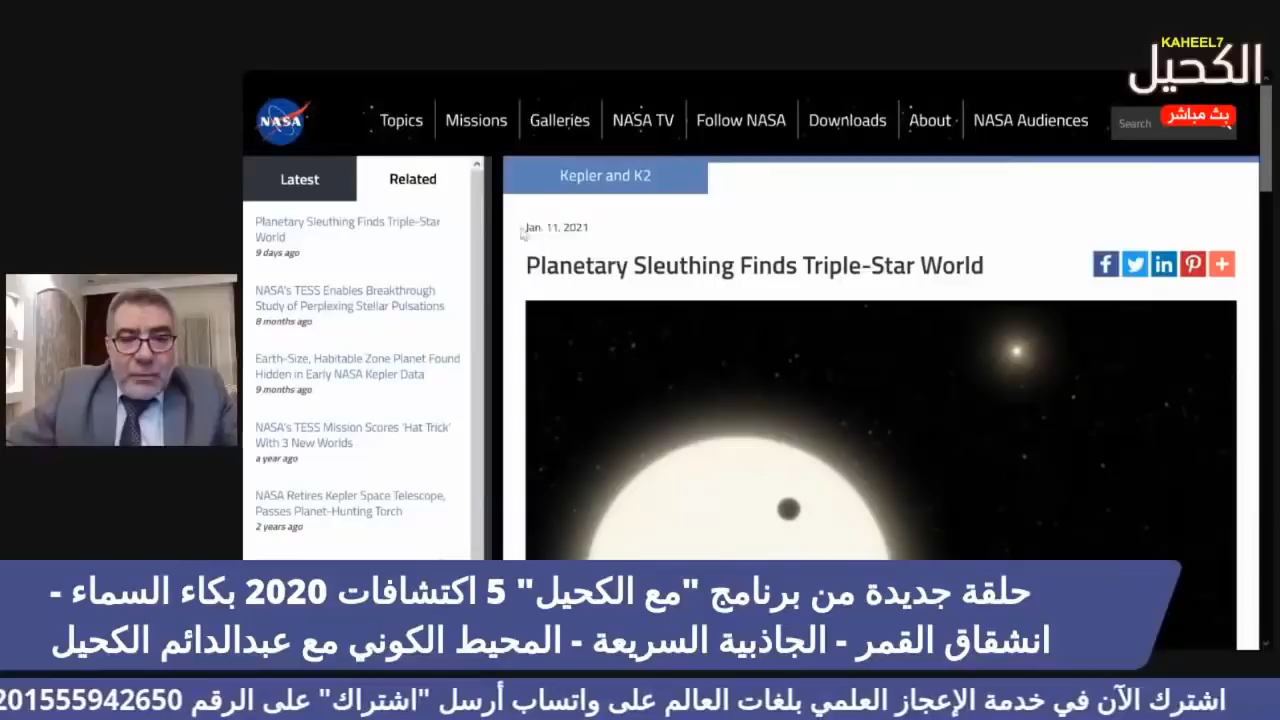 KAHEEL7
الكحيل
بث مباشر
NASA
Topics
Missions
Galleries
NASA TV
Follow NASA
Downloads
About
NASA Audiences
Search
Latest
Related
Planetary Sleuthing Finds Triple-Star
World
9 days ago
NASA's TESS Enables Breakthrough
Study of Perplexing Stellar Pulsations
8 months ago
Earth-Size, Habitable Zone Planet Found
Hidden in Early NASA Kepler Data
9 months ago
NASA's TESS Mission Scores 'Hat Trick'
With 3 New Worlds
a year ago
NASA Retires Kepler Space Telescope,
Passes Planet-Hunting Torch
2 years ago
Kepler and K2
Jan. 11, 2021
Planetary Sleuthing Finds Triple-Star World
حلقة جديدة من برنامج "مع الكحيل" 5 اكتشافات 2020 بكاء السماء -
انشقاق القمر - الجاذبية السريعة - المحيط الكوني مع عبدالدائم الكحيل
اشترك الآن في خدمة الإعجاز العلمي بلغات العالم على واتساب أرسل "اشتراك" على الرقم 201555942650